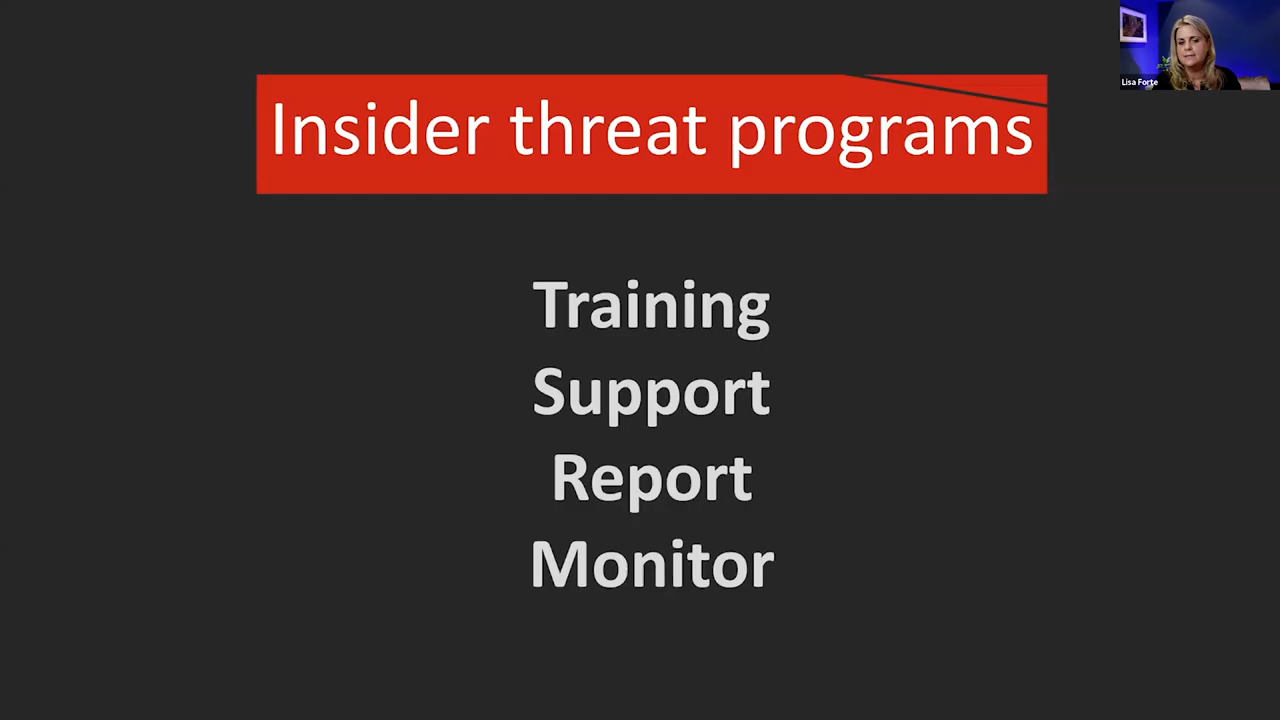 Lisa Forte
Insider threat programs
Training
Support
Report
Monitor